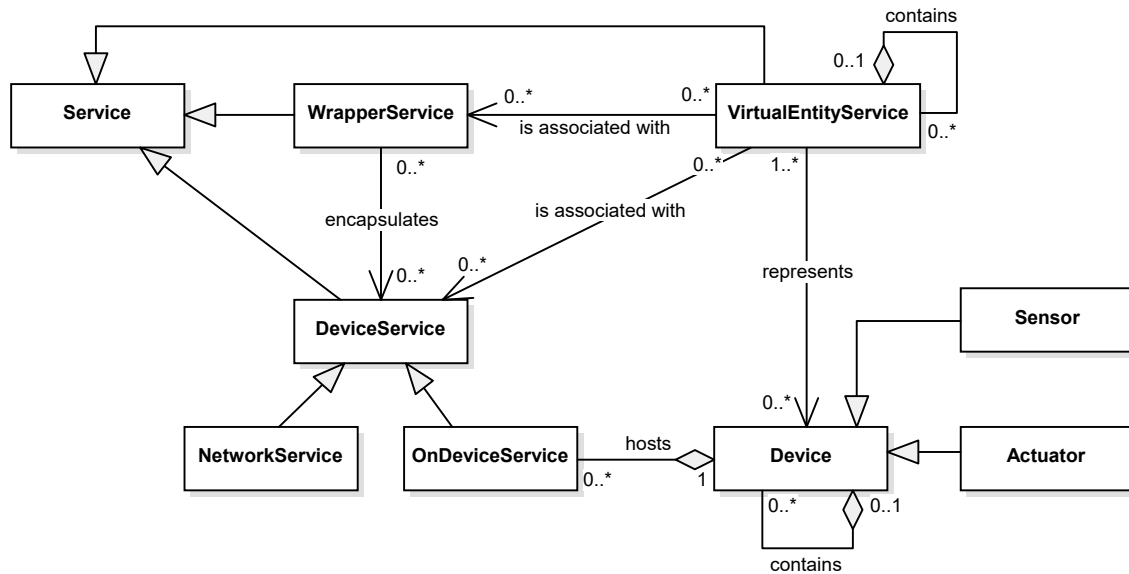 contains
0..1
Service
WrapperService
0..*
0..*
VirtualEntityService
is associated with
0..*
0..*
0..*
1..*
encapsulates
is associated with
0..*
0..*
represents
DeviceService
Sensor
0..*
NetworkService
OnDeviceService
hosts
Device
Actuator
0..*
1
0..*
0..1
contains